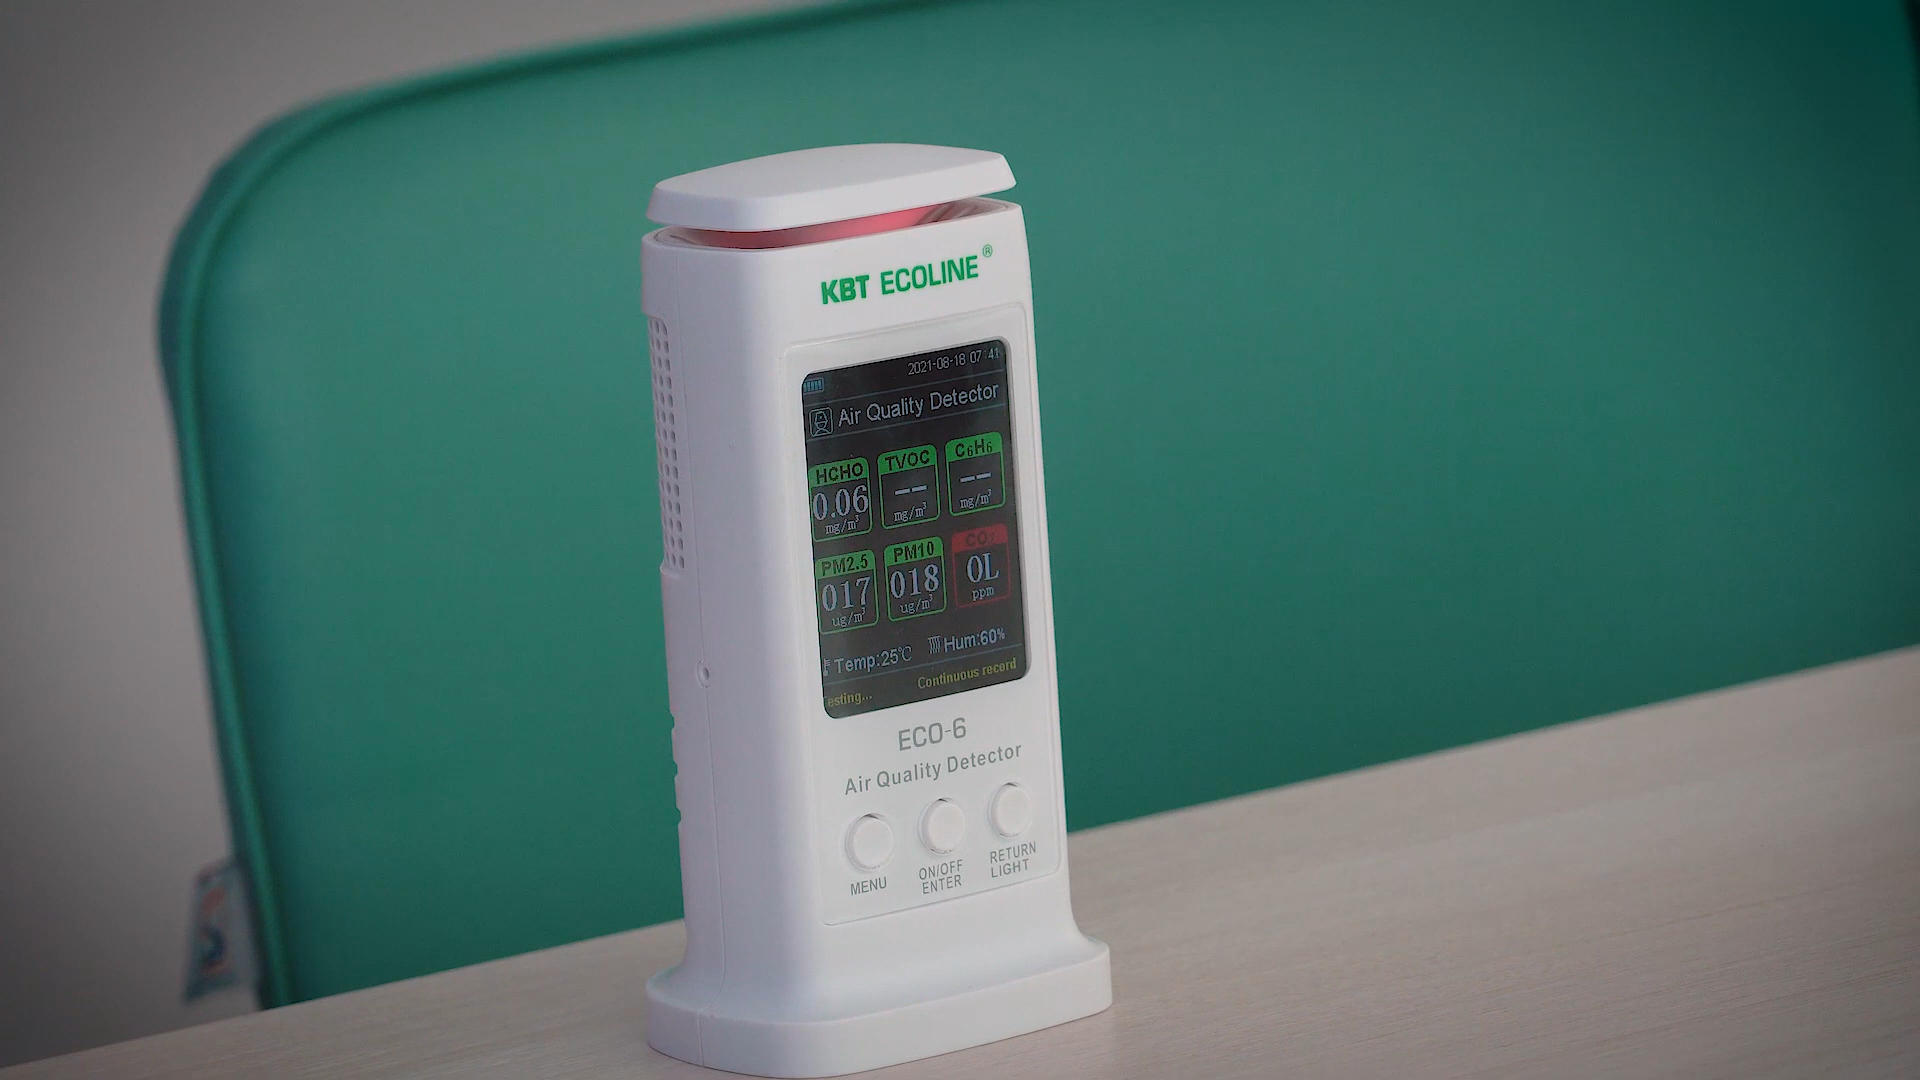 KBT ECOLINE®
2021-08-18 07:41
Air Quality Detector
HCHO TVOC C₆H₆
0.06 -- --
mg/m³ mg/m³ mg/m³
PM2.5 PM10 CO₂
017 018 OL
ug/m³ ug/m³ ppm
Temp:25℃ Hum:60%
Testing... Continuous record
ECO-6
Air Quality Detector
MENU ON/OFF ENTER RETURN LIGHT